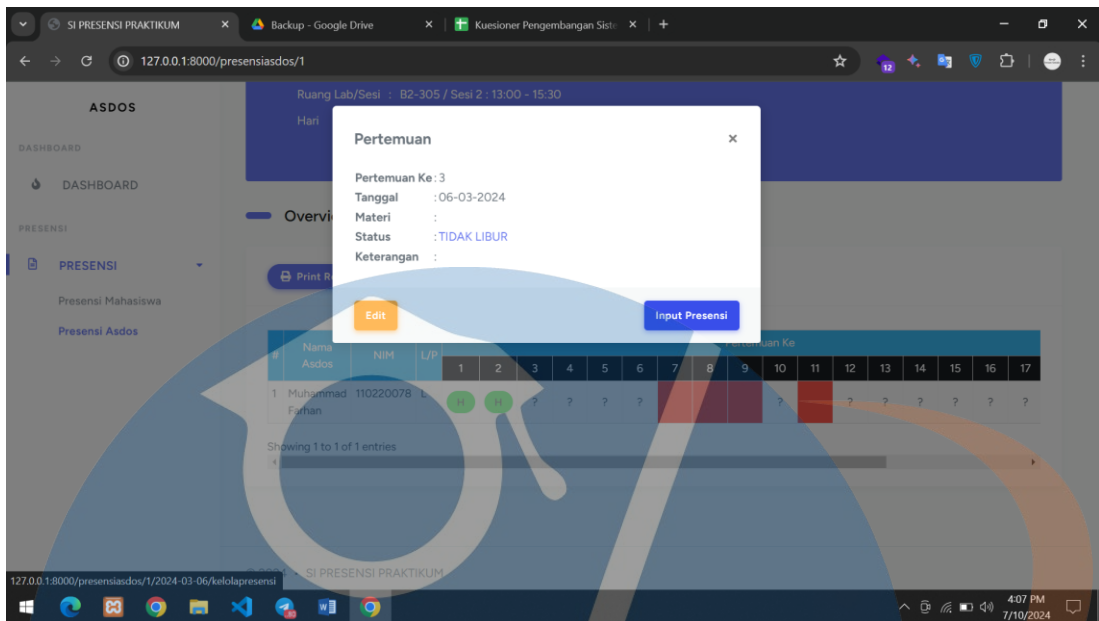 SI PRESENSI PRAKTIKUM
Backup - Google Drive
Kuesioner Pengembangan Siste
127.0.0.1:8000/presensiasdos/1
12
ASDOS
DASHBOARD
DASHBOARD
PRESENSI
PRESENSI
Presensi Mahasiswa
Presensi Asdos
Ruang Lab/Sesi : B2-305 / Sesi 2 : 13:00 - 15:30
Hari
Pertemuan ×
Pertemuan Ke : 3
Tanggal : 06-03-2024
Materi :
Status : TIDAK LIBUR
Keterangan :
Edit
Input Presensi
Print
# Nama Asdos NIM L/P Pertemuan Ke
1 2 3 4 5 6 7 8 9 10 11 12 13 14 15 16 17
1 Muhammad Farhan 110220078 L H H ? ? ? ? ? ? ? ? ? ? ?
Showing 1 to 1 of 1 entries
SI PRESENSI PRAKTIKUM
127.0.0.1:8000/presensiasdos/1/2024-03-06/kelolapresensi
4:07 PM
7/10/2024